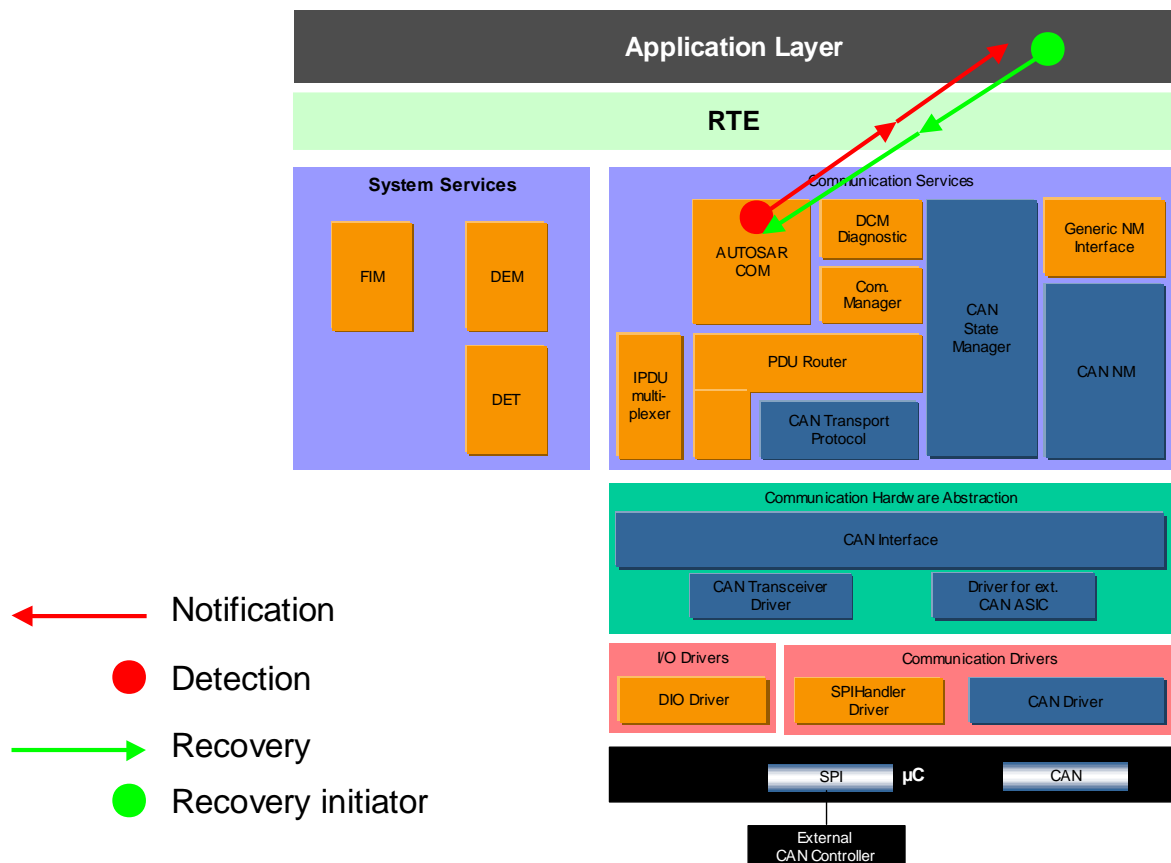 Application Layer
RTE
System Services
FIM
DEM
DET
Communication Services
AUTOSAR
COM
DCM
Diagnostic
Com.
Manager
CAN
State
Manager
Generic NM
Interface
CAN NM
IPDU
multi-
plexer
PDU Router
CAN Transport
Protocol
Communication Hardware Abstraction
CAN Interface
CAN Transceiver
Driver
Driver for ext.
CAN ASIC
I/O Drivers
DIO Driver
Communication Drivers
SPIHandler
Driver
CAN Driver
SPI
µC
CAN
External
CAN Controller
Notification
Detection
Recovery
Recovery initiator